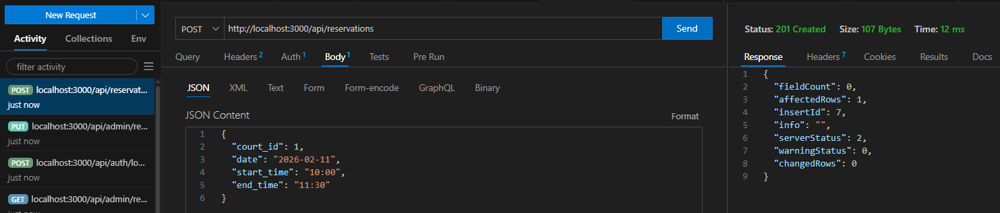 New Request
Activity Collections Env
filter activity
POST localhost:3000/api/reservat...
just now
PUT localhost:3000/api/admin/re...
just now
POST localhost:3000/api/auth/lo...
just now
GET localhost:3000/api/admin/re...
POST http://localhost:3000/api/reservations Send
Query Headers 2 Auth 1 Body 1 Tests Pre Run
JSON XML Text Form Form-encode GraphQL Binary
JSON Content Format
1 {
2 "court_id": 1,
3 "date": "2026-02-11",
4 "start_time": "10:00",
5 "end_time": "11:30"
6 }
Status: 201 Created Size: 107 Bytes Time: 12 ms
Response Headers 7 Cookies Results Docs
1 {
2 "fieldCount": 0,
3 "affectedRows": 1,
4 "insertId": 7,
5 "info": "",
6 "serverStatus": 2,
7 "warningStatus": 0,
8 "changedRows": 0
9 }